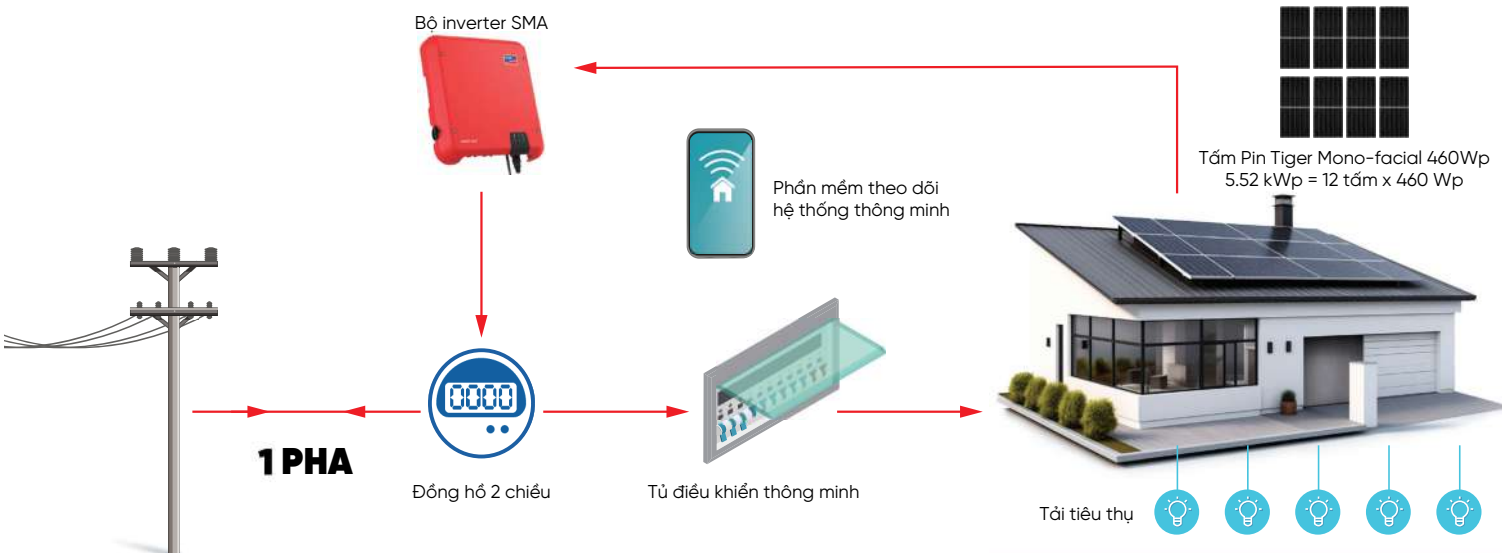 Bộ inverter SMA
Tấm Pin Tiger Mono-facial 460Wp
5.52 kWp = 12 tấm x 460 Wp
Phần mềm theo dõi
hệ thống thông minh
0000
1 PHA
Đồng hồ 2 chiều
Tủ điều khiển thông minh
Tải tiêu thụ